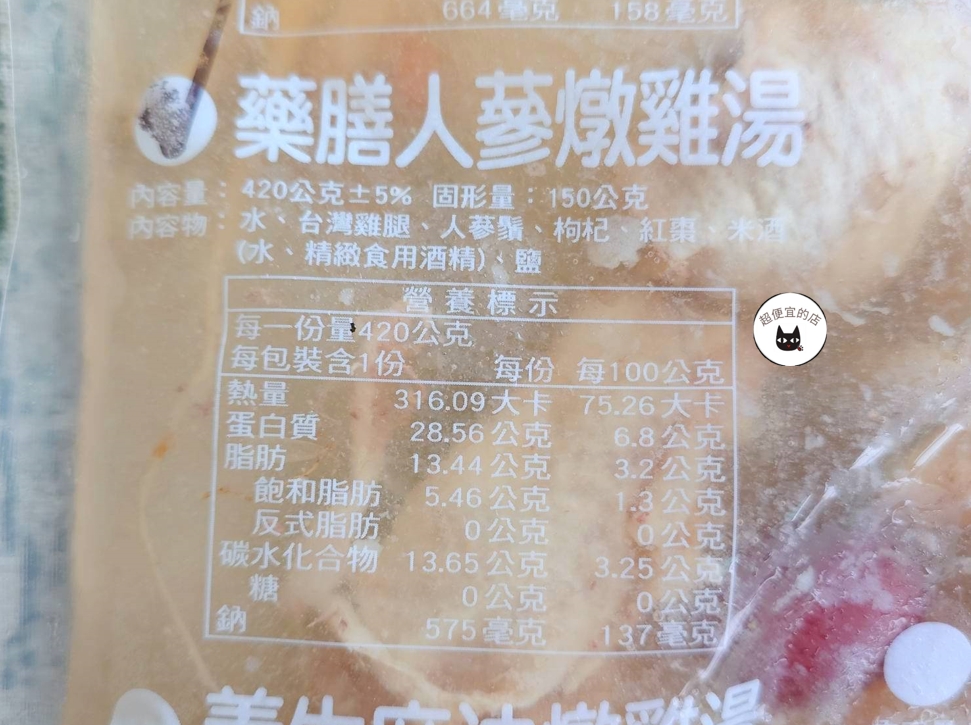 鈉 664毫克 158毫克
藥膳人蔘燉雞湯
內容量：420公克±5% 固形量：150公克
內容物：水、台灣雞腿、人蔘鬚、枸杞、紅棗、米酒
(水、精緻食用酒精)、鹽
營養標示
每一份量420公克
每包裝含1份 每份 每100公克
熱量 316.09大卡 75.26大卡
蛋白質 28.56公克 6.8公克
脂肪 13.44公克 3.2公克
飽和脂肪 5.46公克 1.3公克
反式脂肪 0公克 0公克
碳水化合物 13.65公克 3.25公克
糖 0公克 0公克
鈉 575毫克 137毫克
超便宜的店
養生麻油燉雞湯